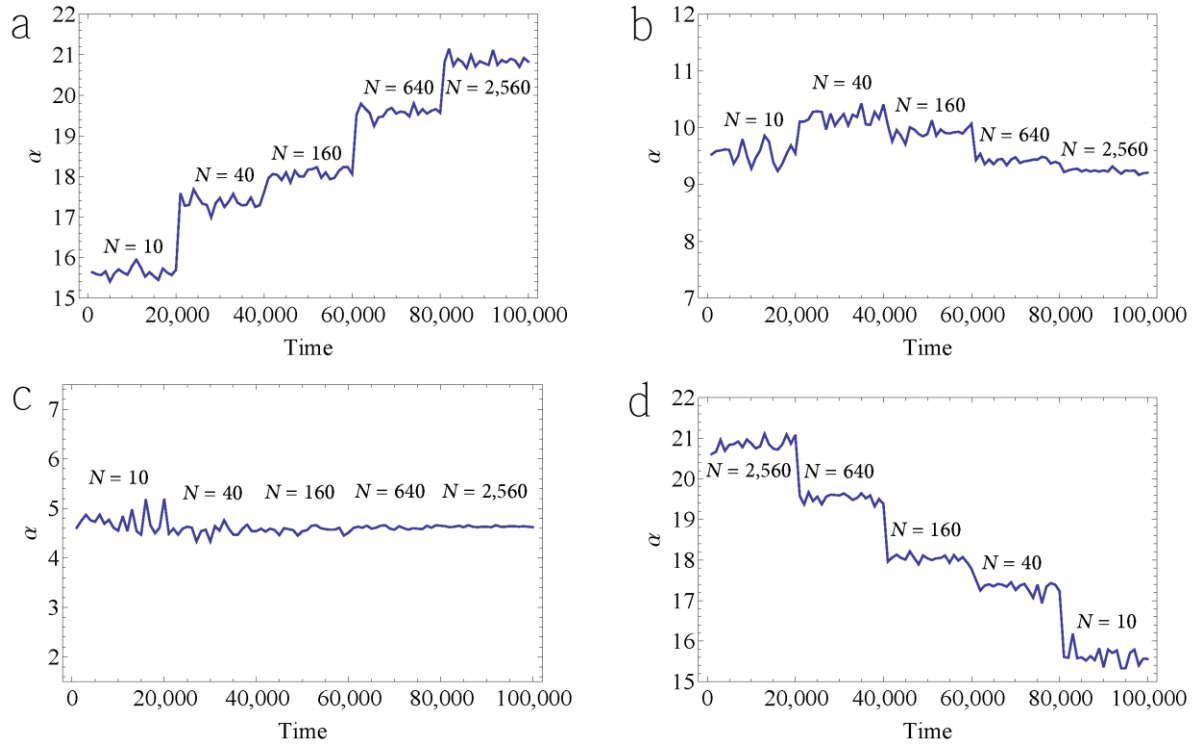 a
22
21
20
19
18
17
16
15
α
N = 10
N = 40
N = 160
N = 640
N = 2,560
0 20,000 40,000 60,000 80,000 100,000
Time
b
12
11
10
9
8
7
α
N = 10
N = 40
N = 160
N = 640
N = 2,560
0 20,000 40,000 60,000 80,000 100,000
Time
c
7
6
5
4
3
2
α
N = 10
N = 40
N = 160
N = 640
N = 2,560
0 20,000 40,000 60,000 80,000 100,000
Time
d
22
21
20
19
18
17
16
15
α
N = 2,560
N = 640
N = 160
N = 40
N = 10
0 20,000 40,000 60,000 80,000 100,000
Time